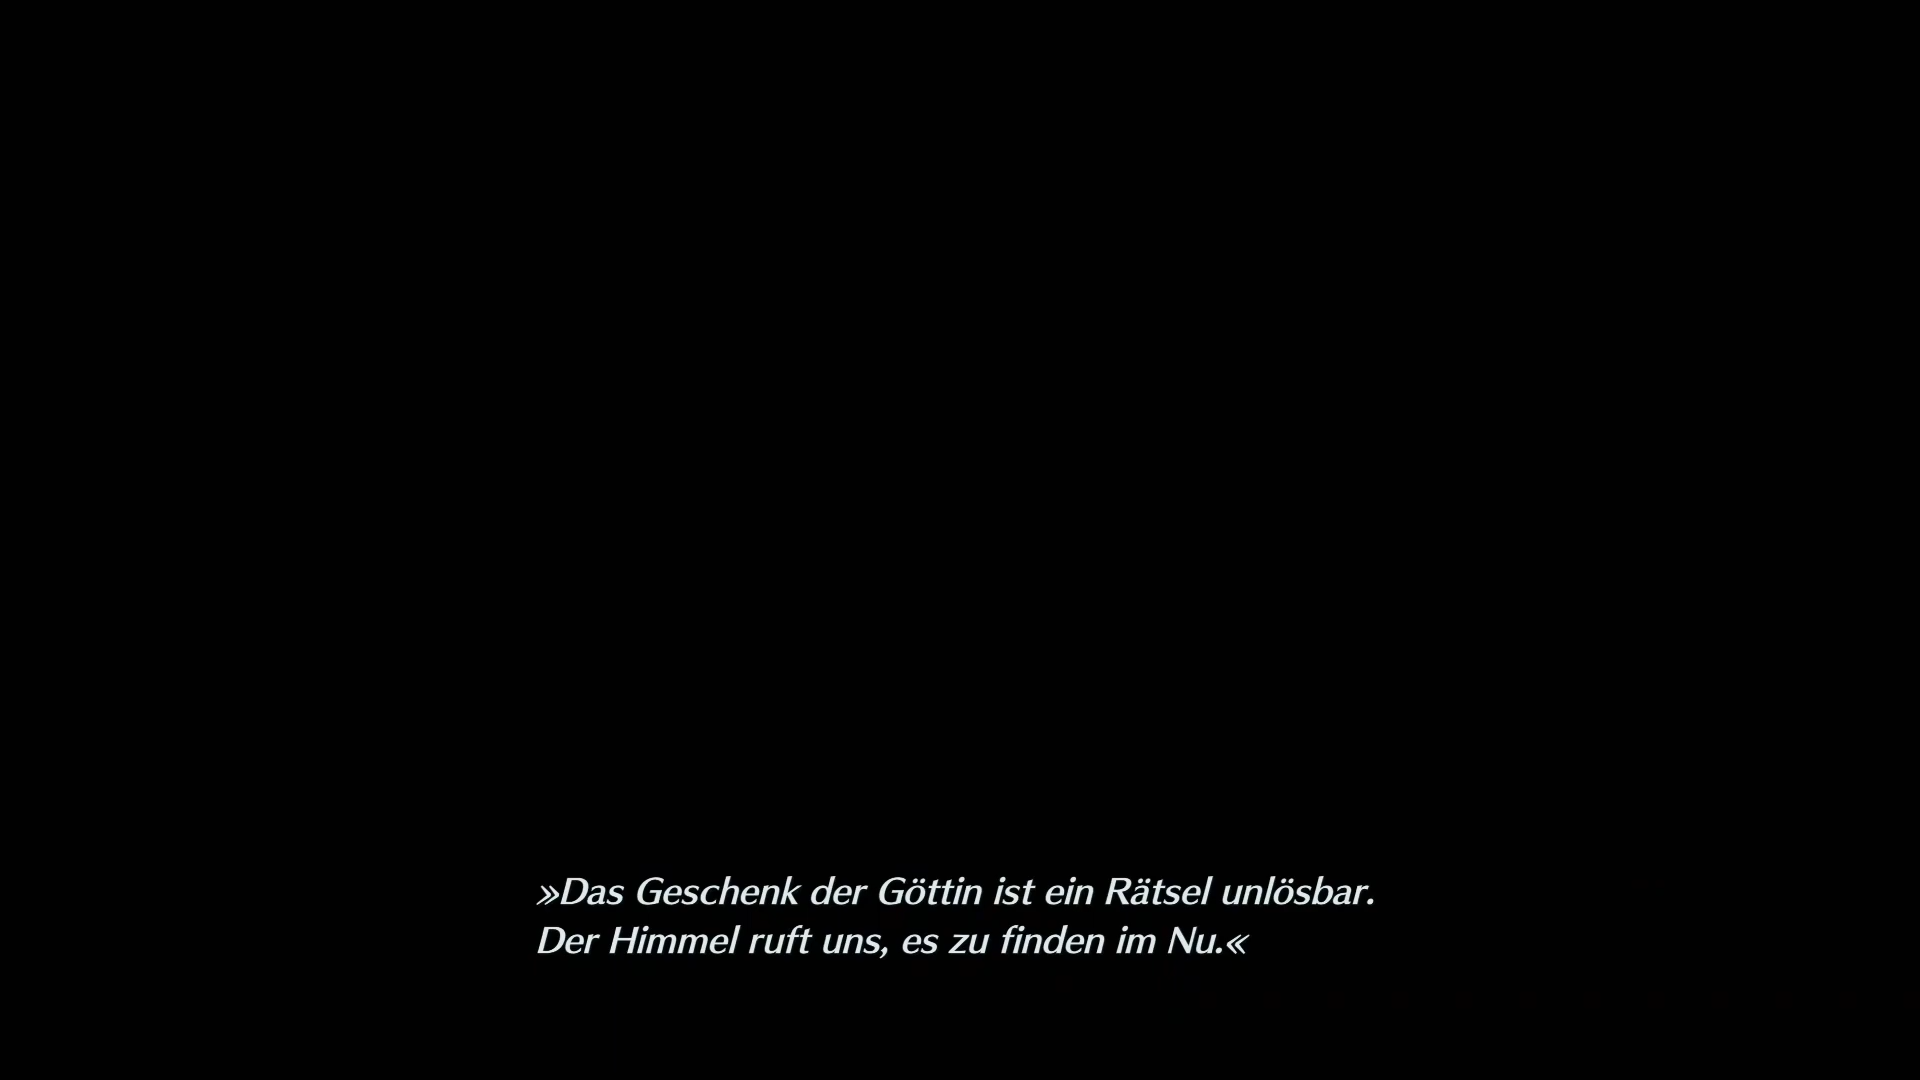 »Das Geschenk der Göttin ist ein Rätsel unlösbar.
Der Himmel ruft uns, es zu finden im Nu.«